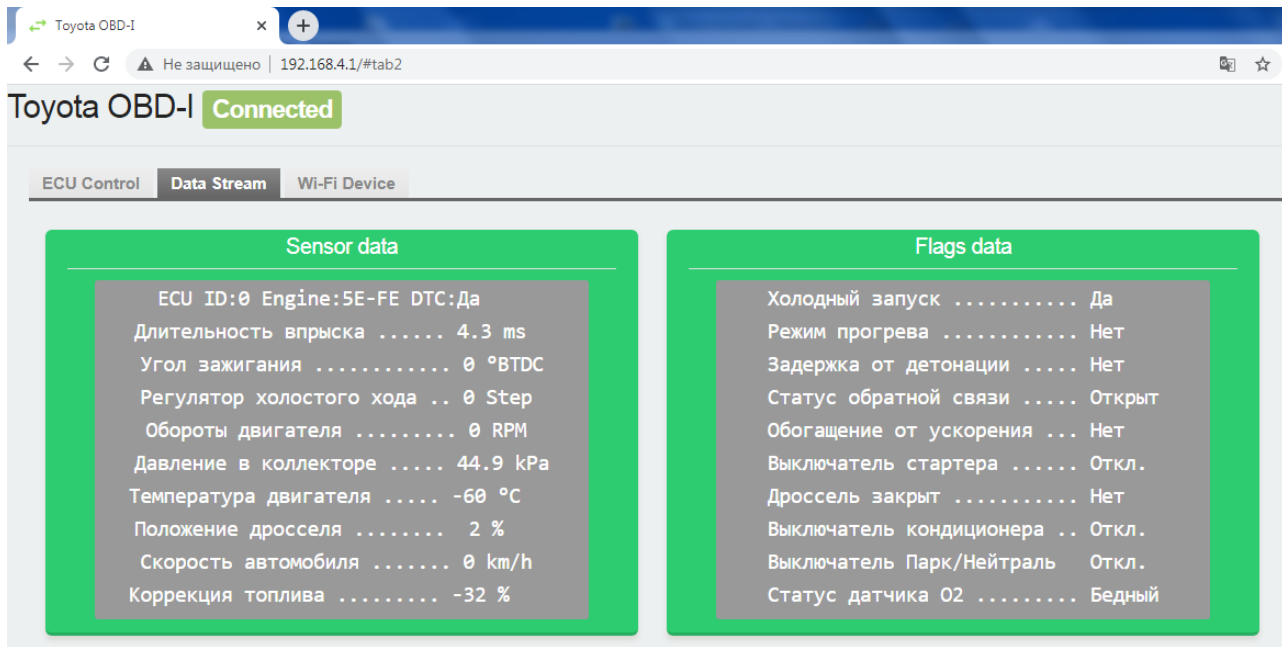 Toyota OBD-I
Не защищено | 192.168.4.1/#tab2
Toyota OBD-I Connected
ECU Control Data Stream Wi-Fi Device
Sensor data
ECU ID:0 Engine:5E-FE DTC:Да
Длительность впрыска ...... 4.3 ms
Угол зажигания ............ 0 °BTDC
Регулятор холостого хода .. 0 Step
Обороты двигателя ......... 0 RPM
Давление в коллекторе ..... 44.9 kPa
Температура двигателя ..... -60 °C
Положение дросселя ........ 2 %
Скорость автомобиля ....... 0 km/h
Коррекция топлива ......... -32 %
Flags data
Холодный запуск ........... Да
Режим прогрева ............ Нет
Задержка от детонации ..... Нет
Статус обратной связи ..... Открыт
Обогащение от ускорения ... Нет
Выключатель стартера ...... Откл.
Дроссель закрыт ........... Нет
Выключатель кондиционера .. Откл.
Выключатель Парк/Нейтраль Откл.
Статус датчика O2 ......... Бедный